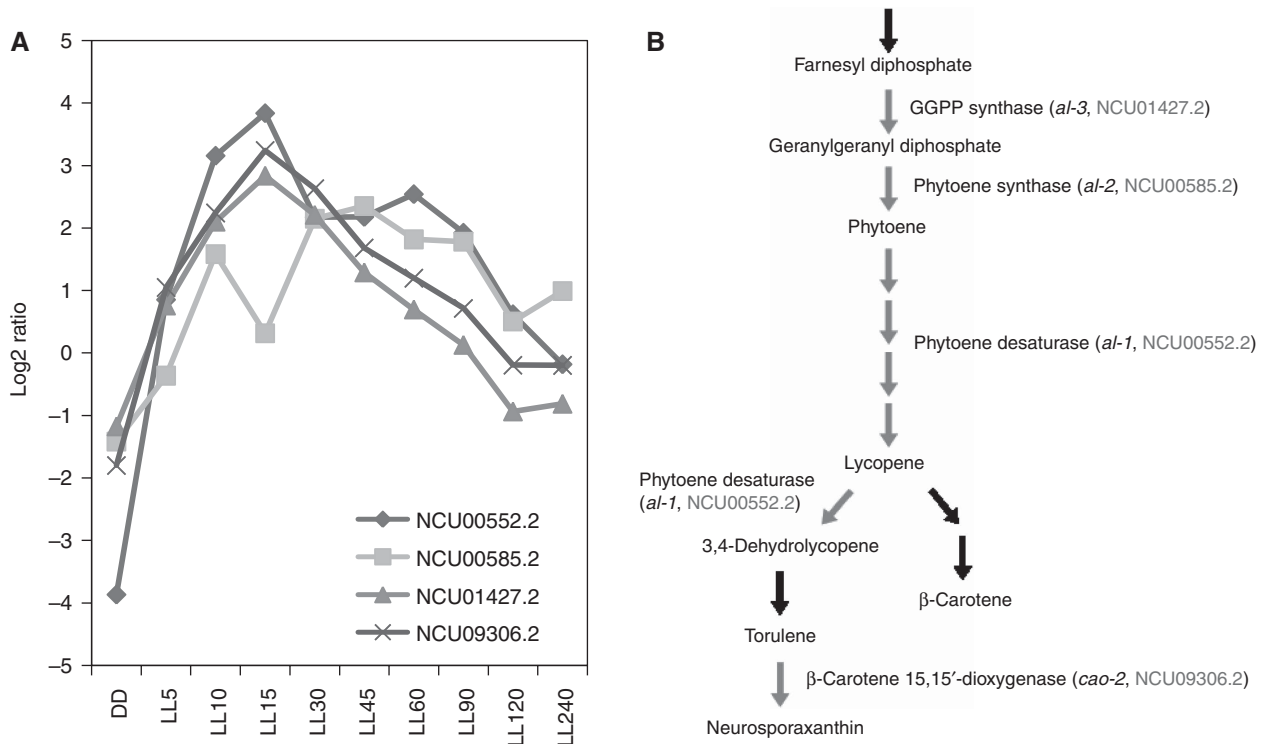 A
5
4
3
2
1
0
–1
–2
–3
–4
–5
Log2 ratio
NCU00552.2
NCU00585.2
NCU01427.2
NCU09306.2
DD
LL5
LL10
LL15
LL30
LL45
LL60
LL90
LL120
LL240
B
Farnesyl diphosphate
GGPP synthase (al-3, NCU01427.2)
Geranylgeranyl diphosphate
Phytoene synthase (al-2, NCU00585.2)
Phytoene
Phytoene desaturase (al-1, NCU00552.2)
Lycopene
Phytoene desaturase
(al-1, NCU00552.2)
3,4-Dehydrolycopene
β-Carotene
Torulene
β-Carotene 15,15′-dioxygenase (cao-2, NCU09306.2)
Neurosporaxanthin